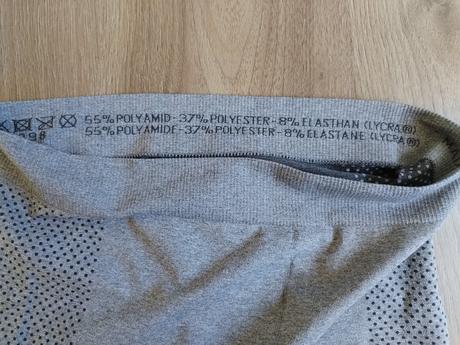 55% POLYAMID - 37% POLYESTER - 8% ELASTHAN (LYCRA®)
55% POLYAMIDE - 37% POLYESTER - 8% ELASTANE (LYCRA®)